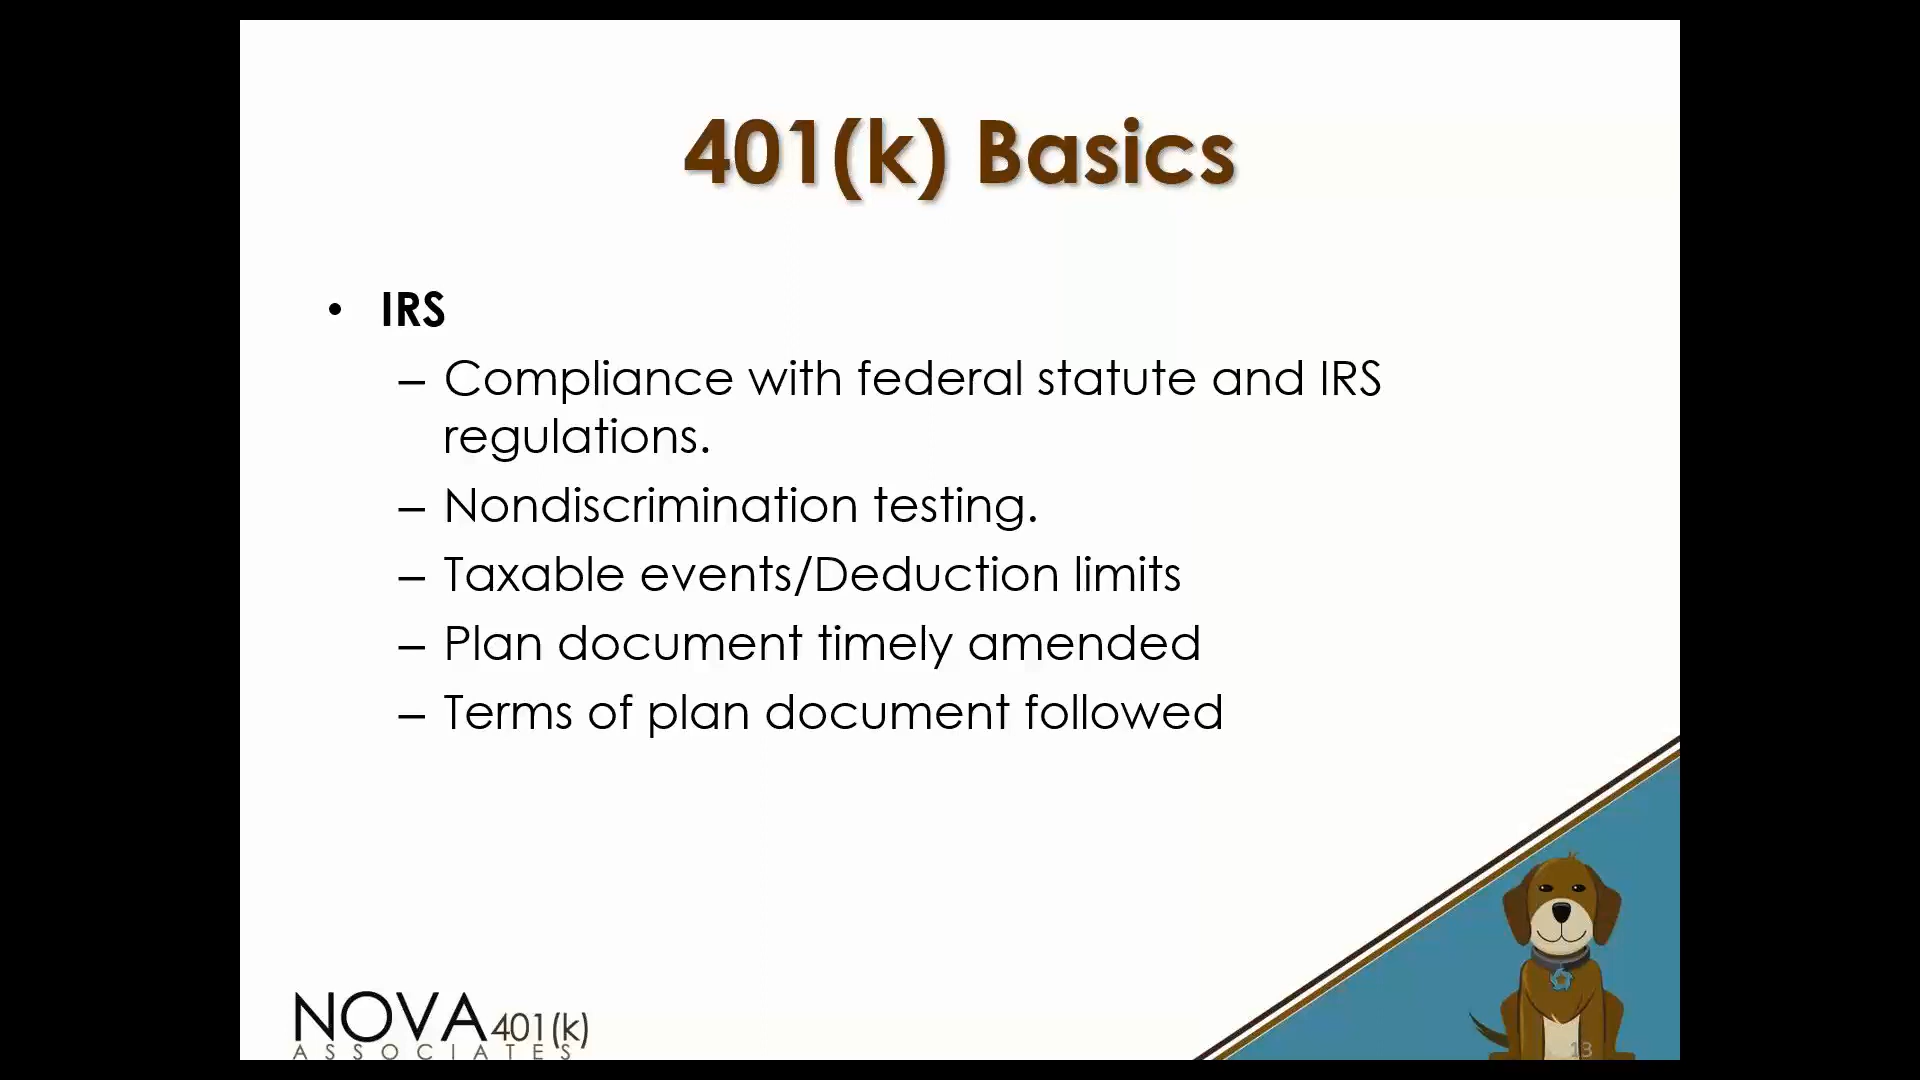 401(k) Basics
• IRS
– Compliance with federal statute and IRS
regulations.
– Nondiscrimination testing.
– Taxable events/Deduction limits
– Plan document timely amended
– Terms of plan document followed
NOVA 401(k)
ASSOCIATES
13